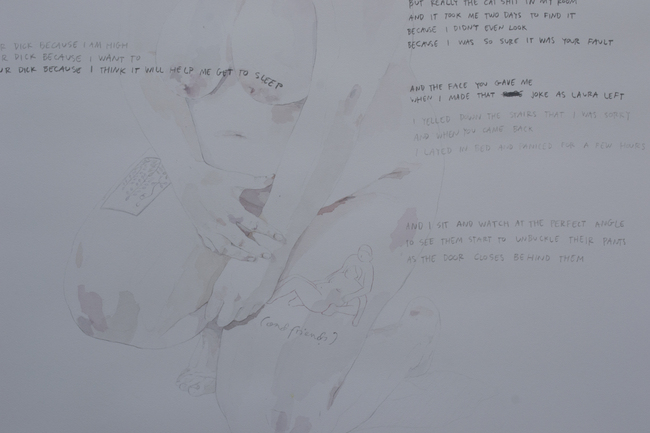 R DICK BECAUSE I AM HIGH
R DICK BECAUSE I WANT TO
UR DICK BECAUSE I THINK IT WILL HELP ME GET TO SLEEP
BUT REALLY THE CAT SHIT IN MY ROOM
AND IT TOOK ME TWO DAYS TO FIND IT
BECAUSE I DIDN'T EVEN LOOK
BECAUSE I WAS SO SURE IT WAS YOUR FAULT
AND THE FACE YOU GAVE ME
WHEN I MADE THAT JOKE AS LAURA LEFT
I YELLED DOWN THE STAIRS THAT I WAS SORRY
AND WHEN YOU CAME BACK
I LAYED IN BED AND FOR A FEW HOURS
AND I SIT AND WATCH AT THE PERFECT ANGLE
TO SEE THEM START TO UNBUCKLE THEIR PANTS
AS THE DOOR CLOSES BEHIND THEM
friends)